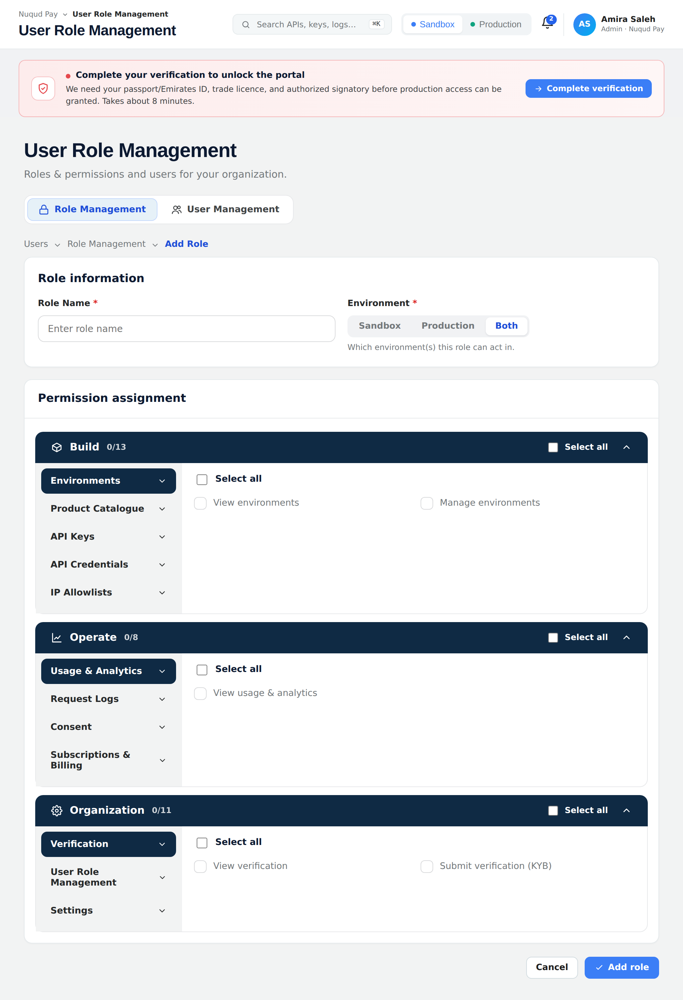 Nuqud Pay User Role Management
User Role Management
Search APIs, keys, logs... ⌘K
Sandbox Production
2
AS
Amira Saleh
Admin · Nuqud Pay
Complete your verification to unlock the portal
We need your passport/Emirates ID, trade licence, and authorized signatory before production access can be
granted. Takes about 8 minutes.
Complete verification
User Role Management
Roles & permissions and users for your organization.
Role Management User Management
Users Role Management Add Role
Role information
Role Name *
Enter role name
Environment *
Sandbox Production Both
Which environment(s) this role can act in.
Permission assignment
Build 0/13 Select all
Environments
Product Catalogue
API Keys
API Credentials
IP Allowlists
Select all
View environments Manage environments
Operate 0/8 Select all
Usage & Analytics
Request Logs
Consent
Subscriptions &
Billing
Select all
View usage & analytics
Organization 0/11 Select all
Verification
User Role
Management
Settings
Select all
View verification Submit verification (KYB)
Cancel Add role